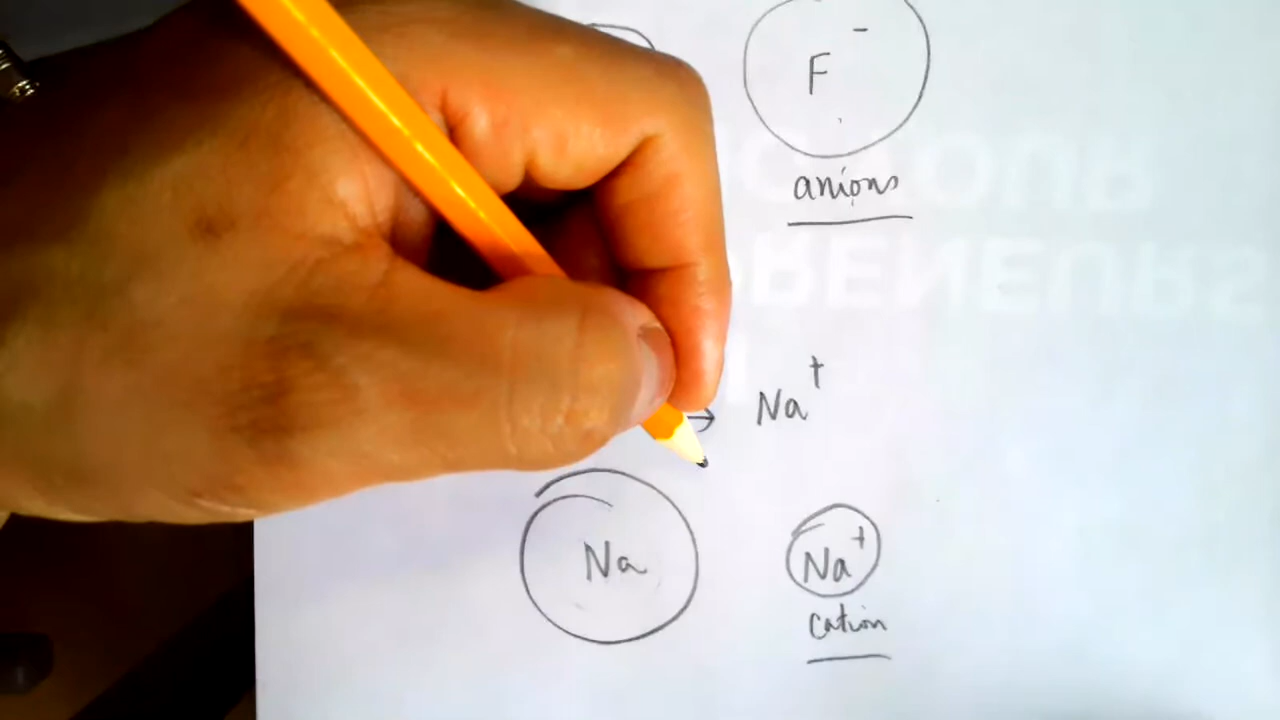 F⁻
anions
→ Na⁺
Na
Na⁺
cation